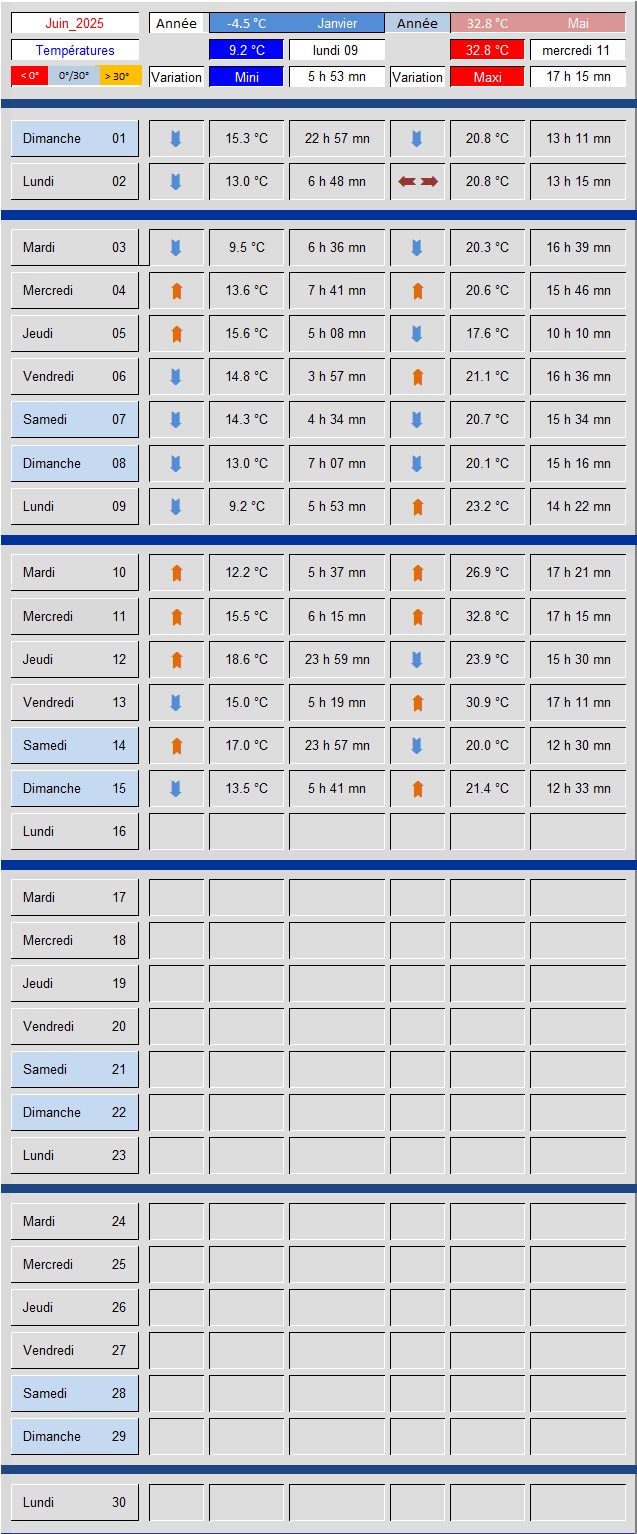 Juin_2025 Année -4.5 °C Janvier Année 32.8 °C Mai
Températures 9.2 °C lundi 09 32.8 °C mercredi 11
< 0° 0°/30° > 30° Variation Mini 5 h 53 mn Variation Maxi 17 h 15 mn
Dimanche 01 15.3 °C 22 h 57 mn 20.8 °C 13 h 11 mn
Lundi 02 13.0 °C 6 h 48 mn 20.8 °C 13 h 15 mn
Mardi 03 9.5 °C 6 h 36 mn 20.3 °C 16 h 39 mn
Mercredi 04 13.6 °C 7 h 41 mn 20.6 °C 15 h 46 mn
Jeudi 05 15.6 °C 5 h 08 mn 17.6 °C 10 h 10 mn
Vendredi 06 14.8 °C 3 h 57 mn 21.1 °C 16 h 36 mn
Samedi 07 14.3 °C 4 h 34 mn 20.7 °C 15 h 34 mn
Dimanche 08 13.0 °C 7 h 07 mn 20.1 °C 15 h 16 mn
Lundi 09 9.2 °C 5 h 53 mn 23.2 °C 14 h 22 mn
Mardi 10 12.2 °C 5 h 37 mn 26.9 °C 17 h 21 mn
Mercredi 11 15.5 °C 6 h 15 mn 32.8 °C 17 h 15 mn
Jeudi 12 18.6 °C 23 h 59 mn 23.9 °C 15 h 30 mn
Vendredi 13 15.0 °C 5 h 19 mn 30.9 °C 17 h 11 mn
Samedi 14 17.0 °C 23 h 57 mn 20.0 °C 12 h 30 mn
Dimanche 15 13.5 °C 5 h 41 mn 21.4 °C 12 h 33 mn
Lundi 16
Mardi 17
Mercredi 18
Jeudi 19
Vendredi 20
Samedi 21
Dimanche 22
Lundi 23
Mardi 24
Mercredi 25
Jeudi 26
Vendredi 27
Samedi 28
Dimanche 29
Lundi 30